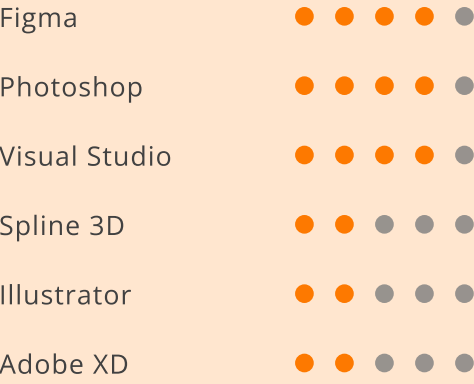 Figma
Photoshop
Visual Studio
Spline 3D
Illustrator
Adobe XD